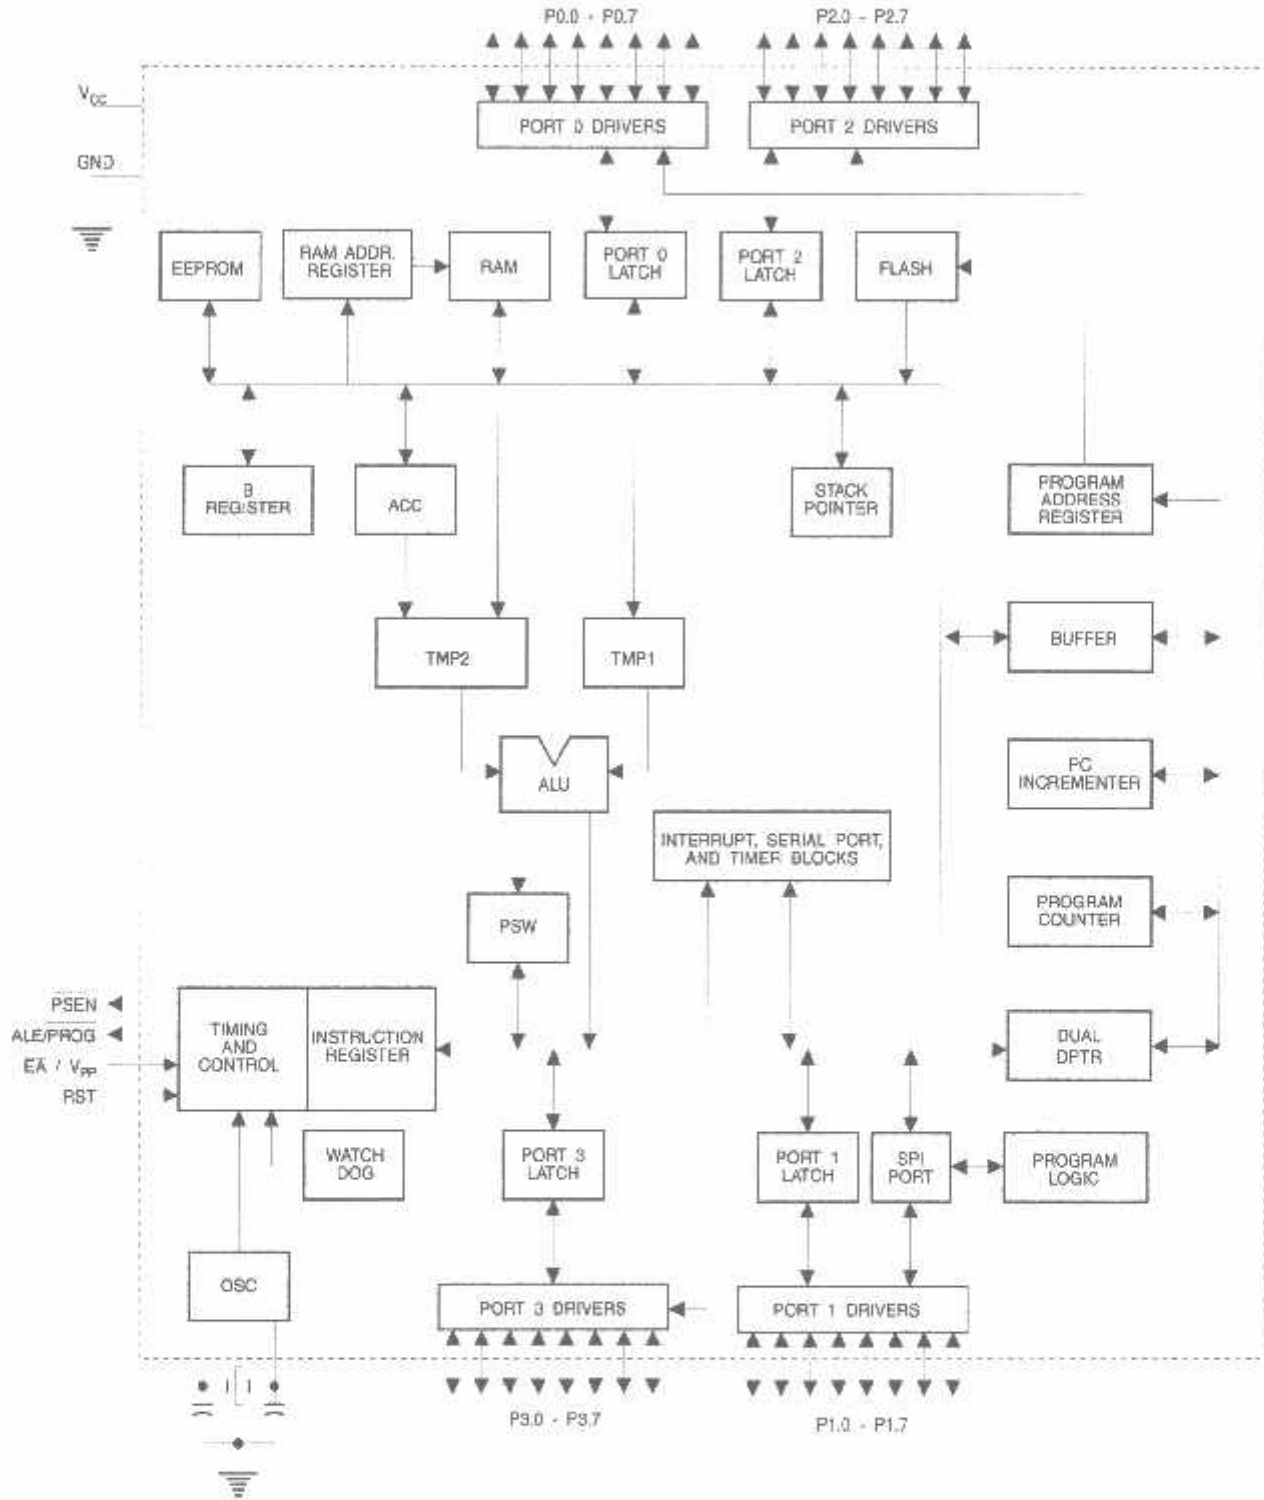 P0.0 - P0.7
P2.0 - P2.7
VCC
PORT 0 DRIVERS
PORT 2 DRIVERS
GND
EEPROM
RAM ADDR.
REGISTER
RAM
PORT 0
LATCH
PORT 2
LATCH
FLASH
B
REGISTER
ACC
STACK
POINTER
PROGRAM
ADDRESS
REGISTER
TMP2
TMP1
BUFFER
ALU
PC
INCREMENTER
INTERRUPT, SERIAL PORT,
AND TIMER BLOCKS
PSW
PROGRAM
COUNTER
PSEN
ALE/PROG
EA / VPP
RST
TIMING
AND
CONTROL
INSTRUCTION
REGISTER
DUAL
DPTR
WATCH
DOG
PORT 3
LATCH
PORT 1
LATCH
SPI
PORT
PROGRAM
LOGIC
OSC
PORT 3 DRIVERS
PORT 1 DRIVERS
P3.0 - P3.7
P1.0 - P1.7